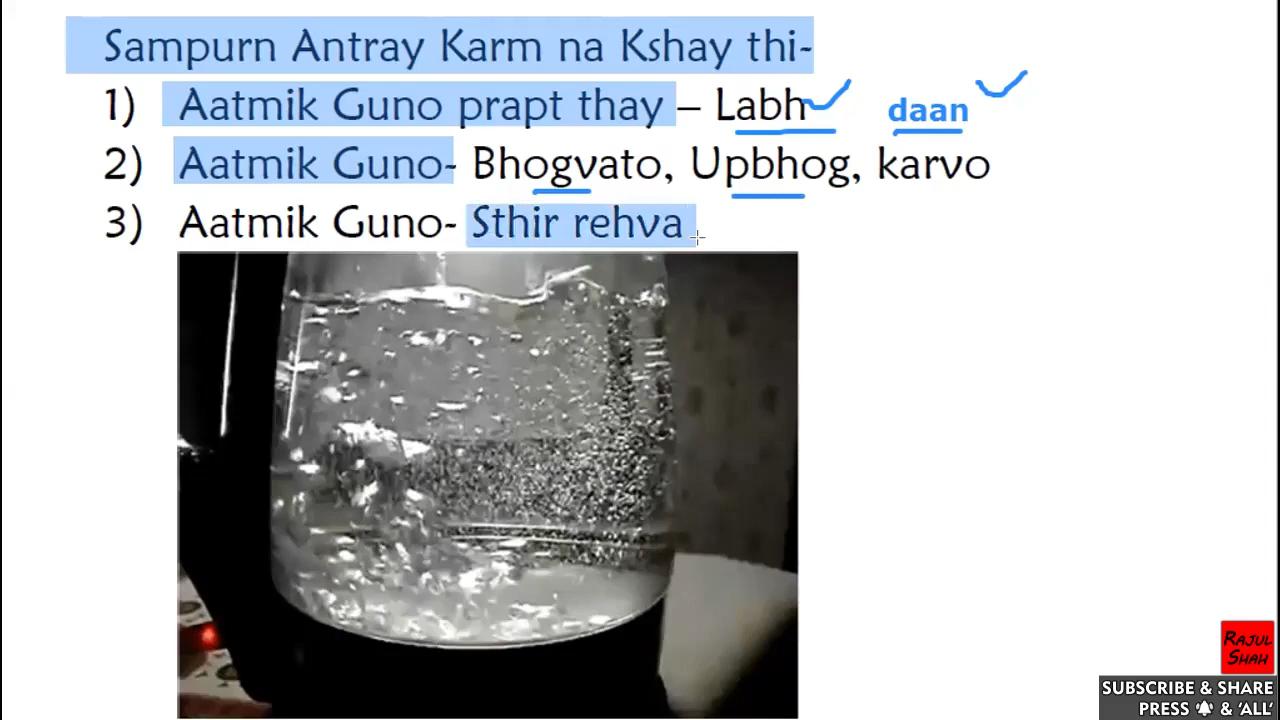 Sampurn Antray Karm na Kshay thi-
1) Aatmik Guno prapt thay – Labh daan
2) Aatmik Guno- Bhogvato, Upbhog, karvo
3) Aatmik Guno- Sthir rehva
RAJUL
SHAH
SUBSCRIBE & SHARE
PRESS 🔔 & 'ALL'